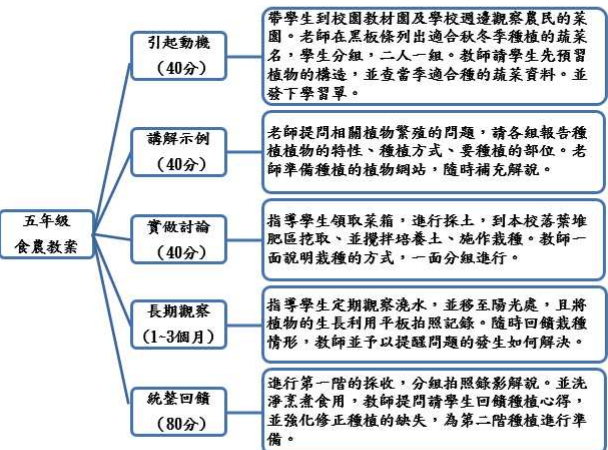 五年級
食農教案
引起動機
（40分）
帶學生到校園教材園及學校週邊觀察農民的菜
園。老師在黑板條列出適合秋冬季種植的蔬菜
名，學生分組，二人一組。教師請學生先預習
植物的構造，並查當季適合種的蔬菜資料。並
發下學習單。
講解示例
（40分）
老師提問相關植物繁殖的問題，請各組報告種
植植物的特性、種植方式、要種植的部位。老
師準備種植的植物網站，隨時補充解說。
實做討論
（40分）
指導學生領取菜箱，進行採土，到本校落葉堆
肥區挖取、並攪拌培養土、施作栽種。教師一
面說明栽種的方式，一面分組進行。
長期觀察
（1~3個月）
指導學生定期觀察澆水，並移至陽光處，且將
植物的生長利用平板拍照記錄。隨時回饋栽種
情形，教師並予以提醒問題的發生如何解決。
統整回饋
（80分）
進行第一階的採收，分組拍照錄影解說。並洗
淨烹煮食用，教師提問請學生回饋種植心得，
並強化修正種植的缺失，為第二階種植進行準
備。